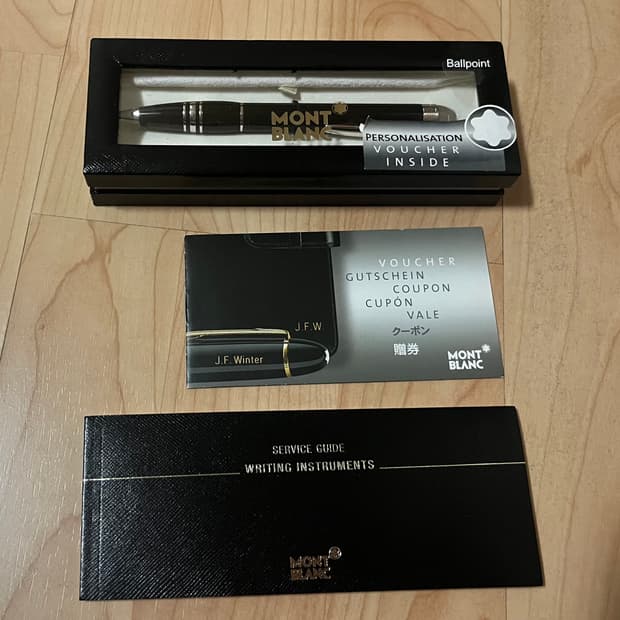 Ballpoint
MONT
BLANC
PERSONALISATION
VOUCHER
INSIDE
VOUCHER
GUTSCHEIN
COUPON
CUPÓN
VALE
クーポン
贈券
J.F.W
J.F. Winter
MONT
BLANC
SERVICE GUIDE
WRITING INSTRUMENTS
MONT
BLANC